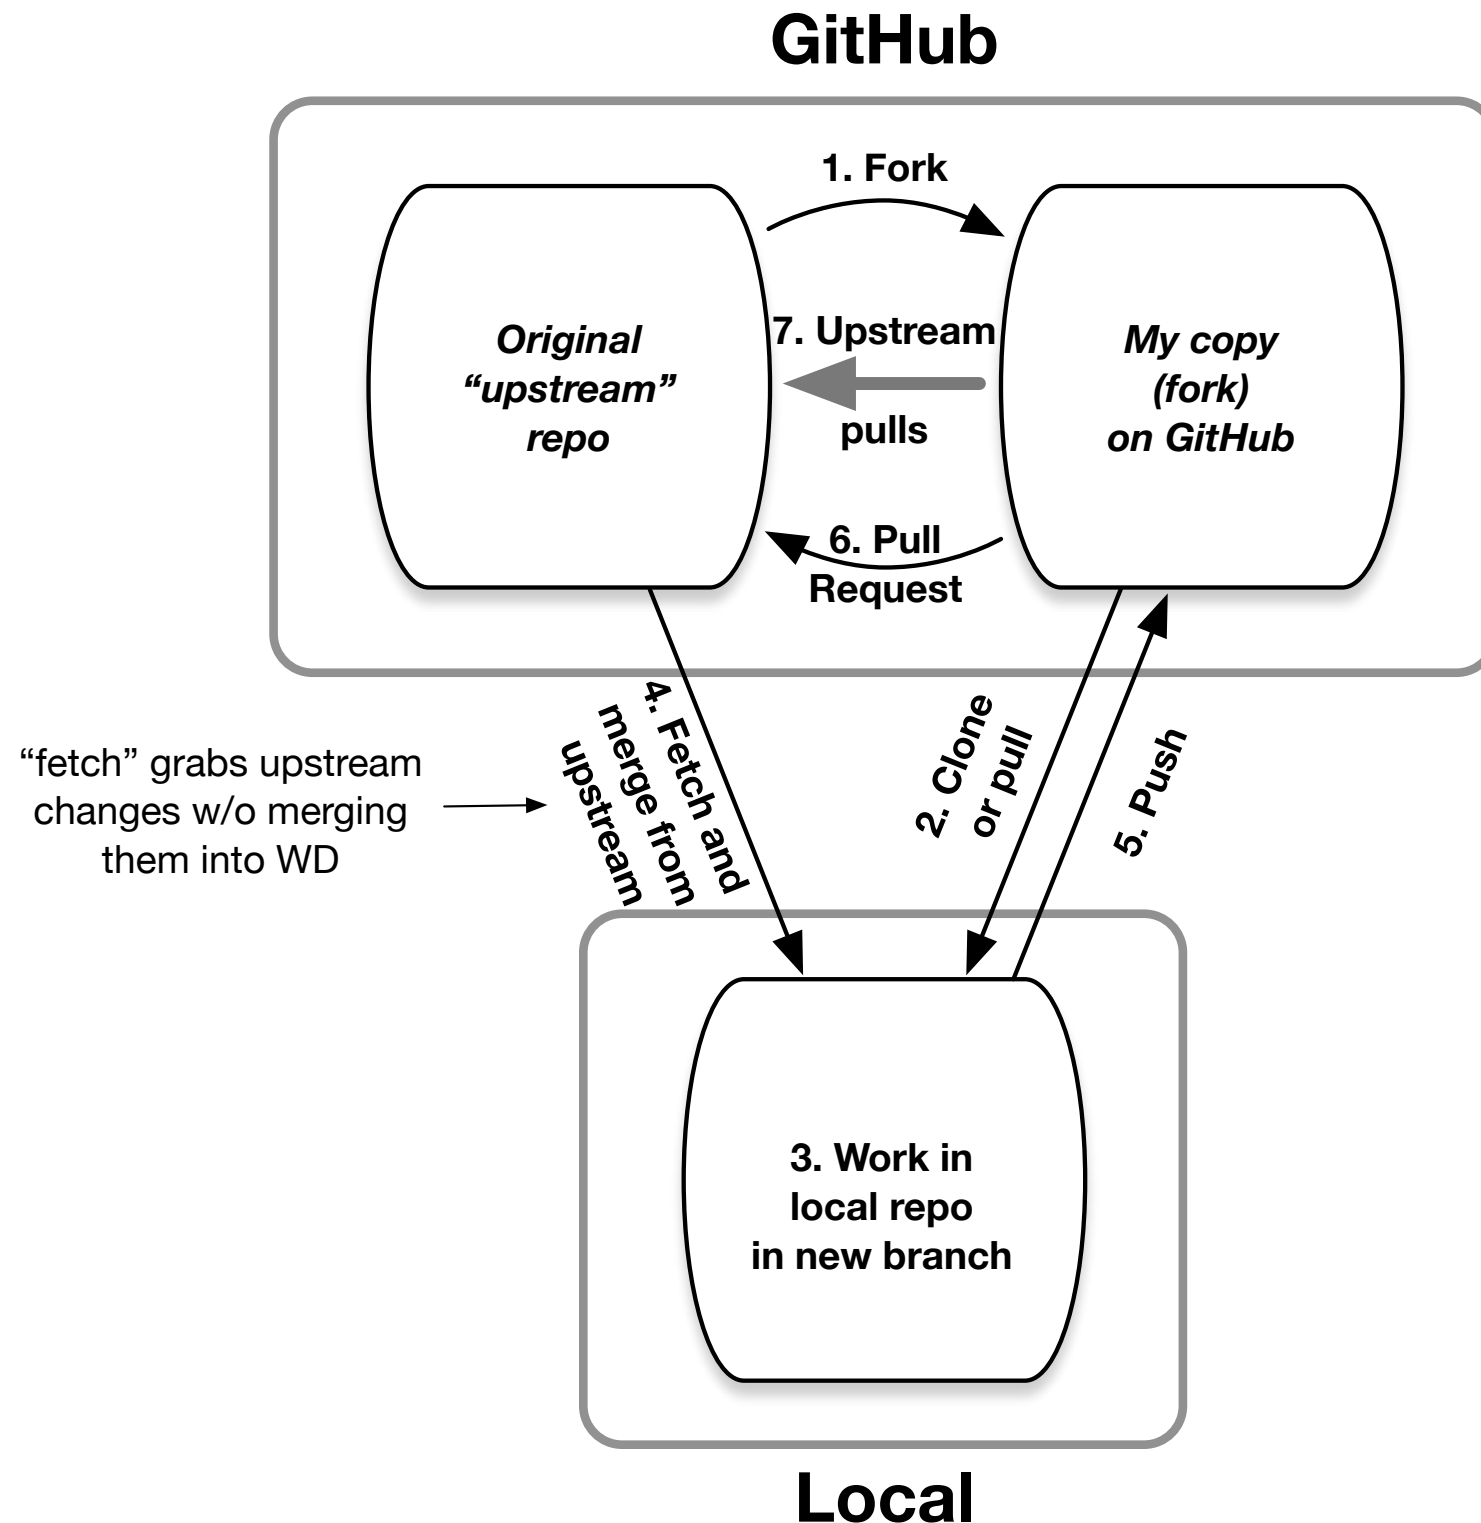 GitHub
1. Fork
Original
“upstream”
repo
7. Upstream
pulls
My copy
(fork)
on GitHub
6. Pull
Request
“fetch” grabs upstream
changes w/o merging
them into WD
4. Fetch and
merge from
upstream
2. Clone
or pull
5. Push
3. Work in
local repo
in new branch
Local